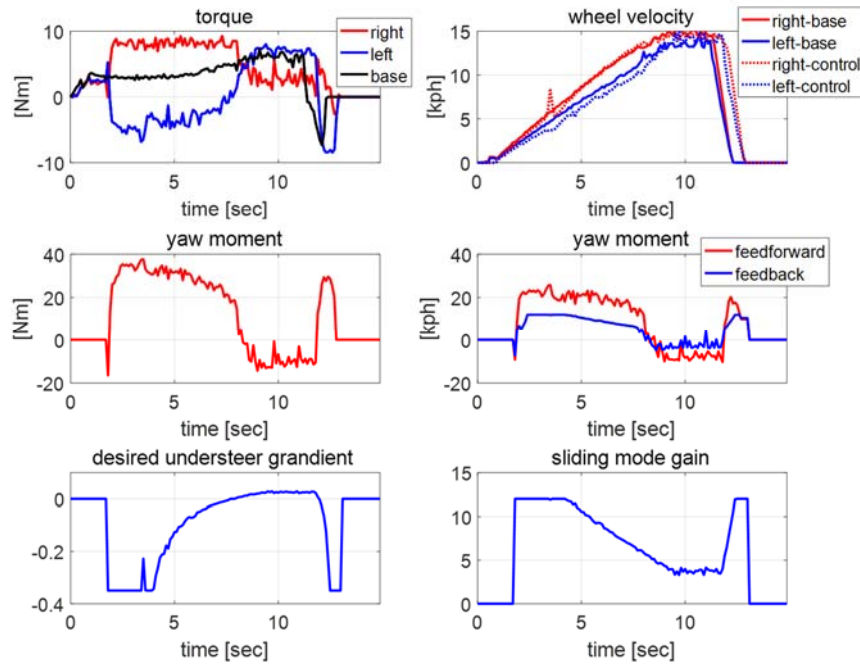 torque
right
left
base
[Nm]
10
0
-10
0
5
10
time [sec]
wheel velocity
right-base
left-base
right-control
left-control
[kph]
15
10
5
0
0
5
10
time [sec]
yaw moment
[Nm]
40
20
0
-20
0
5
10
time [sec]
yaw moment
feedforward
feedback
[kph]
40
20
0
-20
0
5
10
time [sec]
desired understeer grandient
0
-0.2
-0.4
0
5
10
time [sec]
sliding mode gain
15
10
5
0
0
5
10
time [sec]